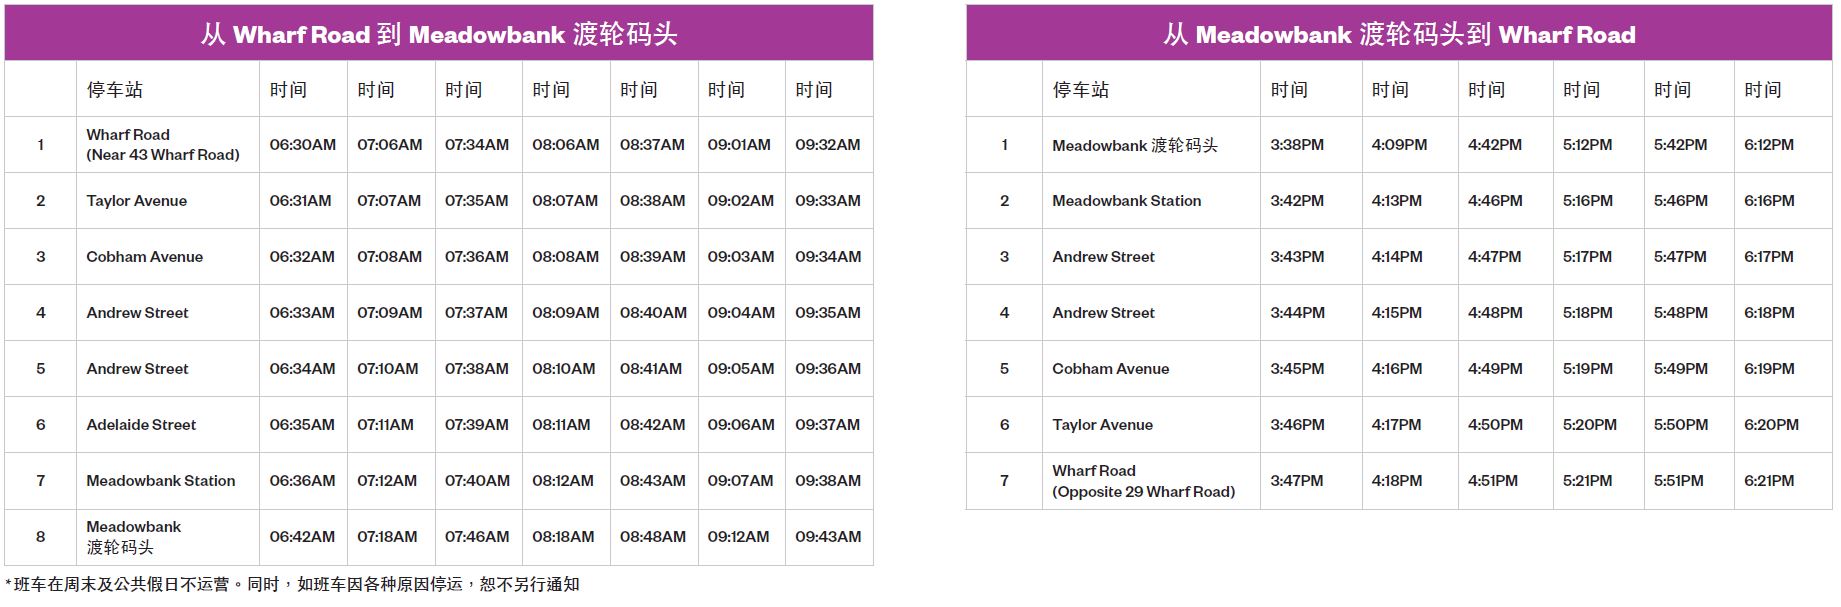 从 Wharf Road 到 Meadowbank 渡轮码头
停车站 时间 时间 时间 时间 时间 时间 时间
1 Wharf Road (Near 43 Wharf Road) 06:30AM 07:06AM 07:34AM 08:06AM 08:37AM 09:01AM 09:32AM
2 Taylor Avenue 06:31AM 07:07AM 07:35AM 08:07AM 08:38AM 09:02AM 09:33AM
3 Cobham Avenue 06:32AM 07:08AM 07:36AM 08:08AM 08:39AM 09:03AM 09:34AM
4 Andrew Street 06:33AM 07:09AM 07:37AM 08:09AM 08:40AM 09:04AM 09:35AM
5 Andrew Street 06:34AM 07:10AM 07:38AM 08:10AM 08:41AM 09:05AM 09:36AM
6 Adelaide Street 06:35AM 07:11AM 07:39AM 08:11AM 08:42AM 09:06AM 09:37AM
7 Meadowbank Station 06:36AM 07:12AM 07:40AM 08:12AM 08:43AM 09:07AM 09:38AM
8 Meadowbank 渡轮码头 06:42AM 07:18AM 07:46AM 08:18AM 08:48AM 09:12AM 09:43AM
*班车在周末及公共假日不运营。同时，如班车因各种原因停运，恕不另行通知
从 Meadowbank 渡轮码头到 Wharf Road
停车站 时间 时间 时间 时间 时间 时间
1 Meadowbank 渡轮码头 3:38PM 4:09PM 4:42PM 5:12PM 5:42PM 6:12PM
2 Meadowbank Station 3:42PM 4:13PM 4:46PM 5:16PM 5:46PM 6:16PM
3 Andrew Street 3:43PM 4:14PM 4:47PM 5:17PM 5:47PM 6:17PM
4 Andrew Street 3:44PM 4:15PM 4:48PM 5:18PM 5:48PM 6:18PM
5 Cobham Avenue 3:45PM 4:16PM 4:49PM 5:19PM 5:49PM 6:19PM
6 Taylor Avenue 3:46PM 4:17PM 4:50PM 5:20PM 5:50PM 6:20PM
7 Wharf Road (Opposite 29 Wharf Road) 3:47PM 4:18PM 4:51PM 5:21PM 5:51PM 6:21PM